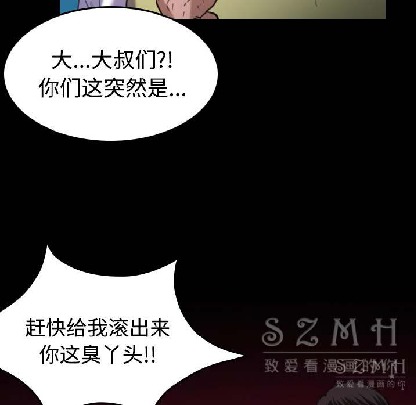 大...大叔们?!
你们这突然是...
赶快给我滚出来
你这臭丫头!!
SZMH
致爱看漫画的你
SZMH
致爱看漫画的你